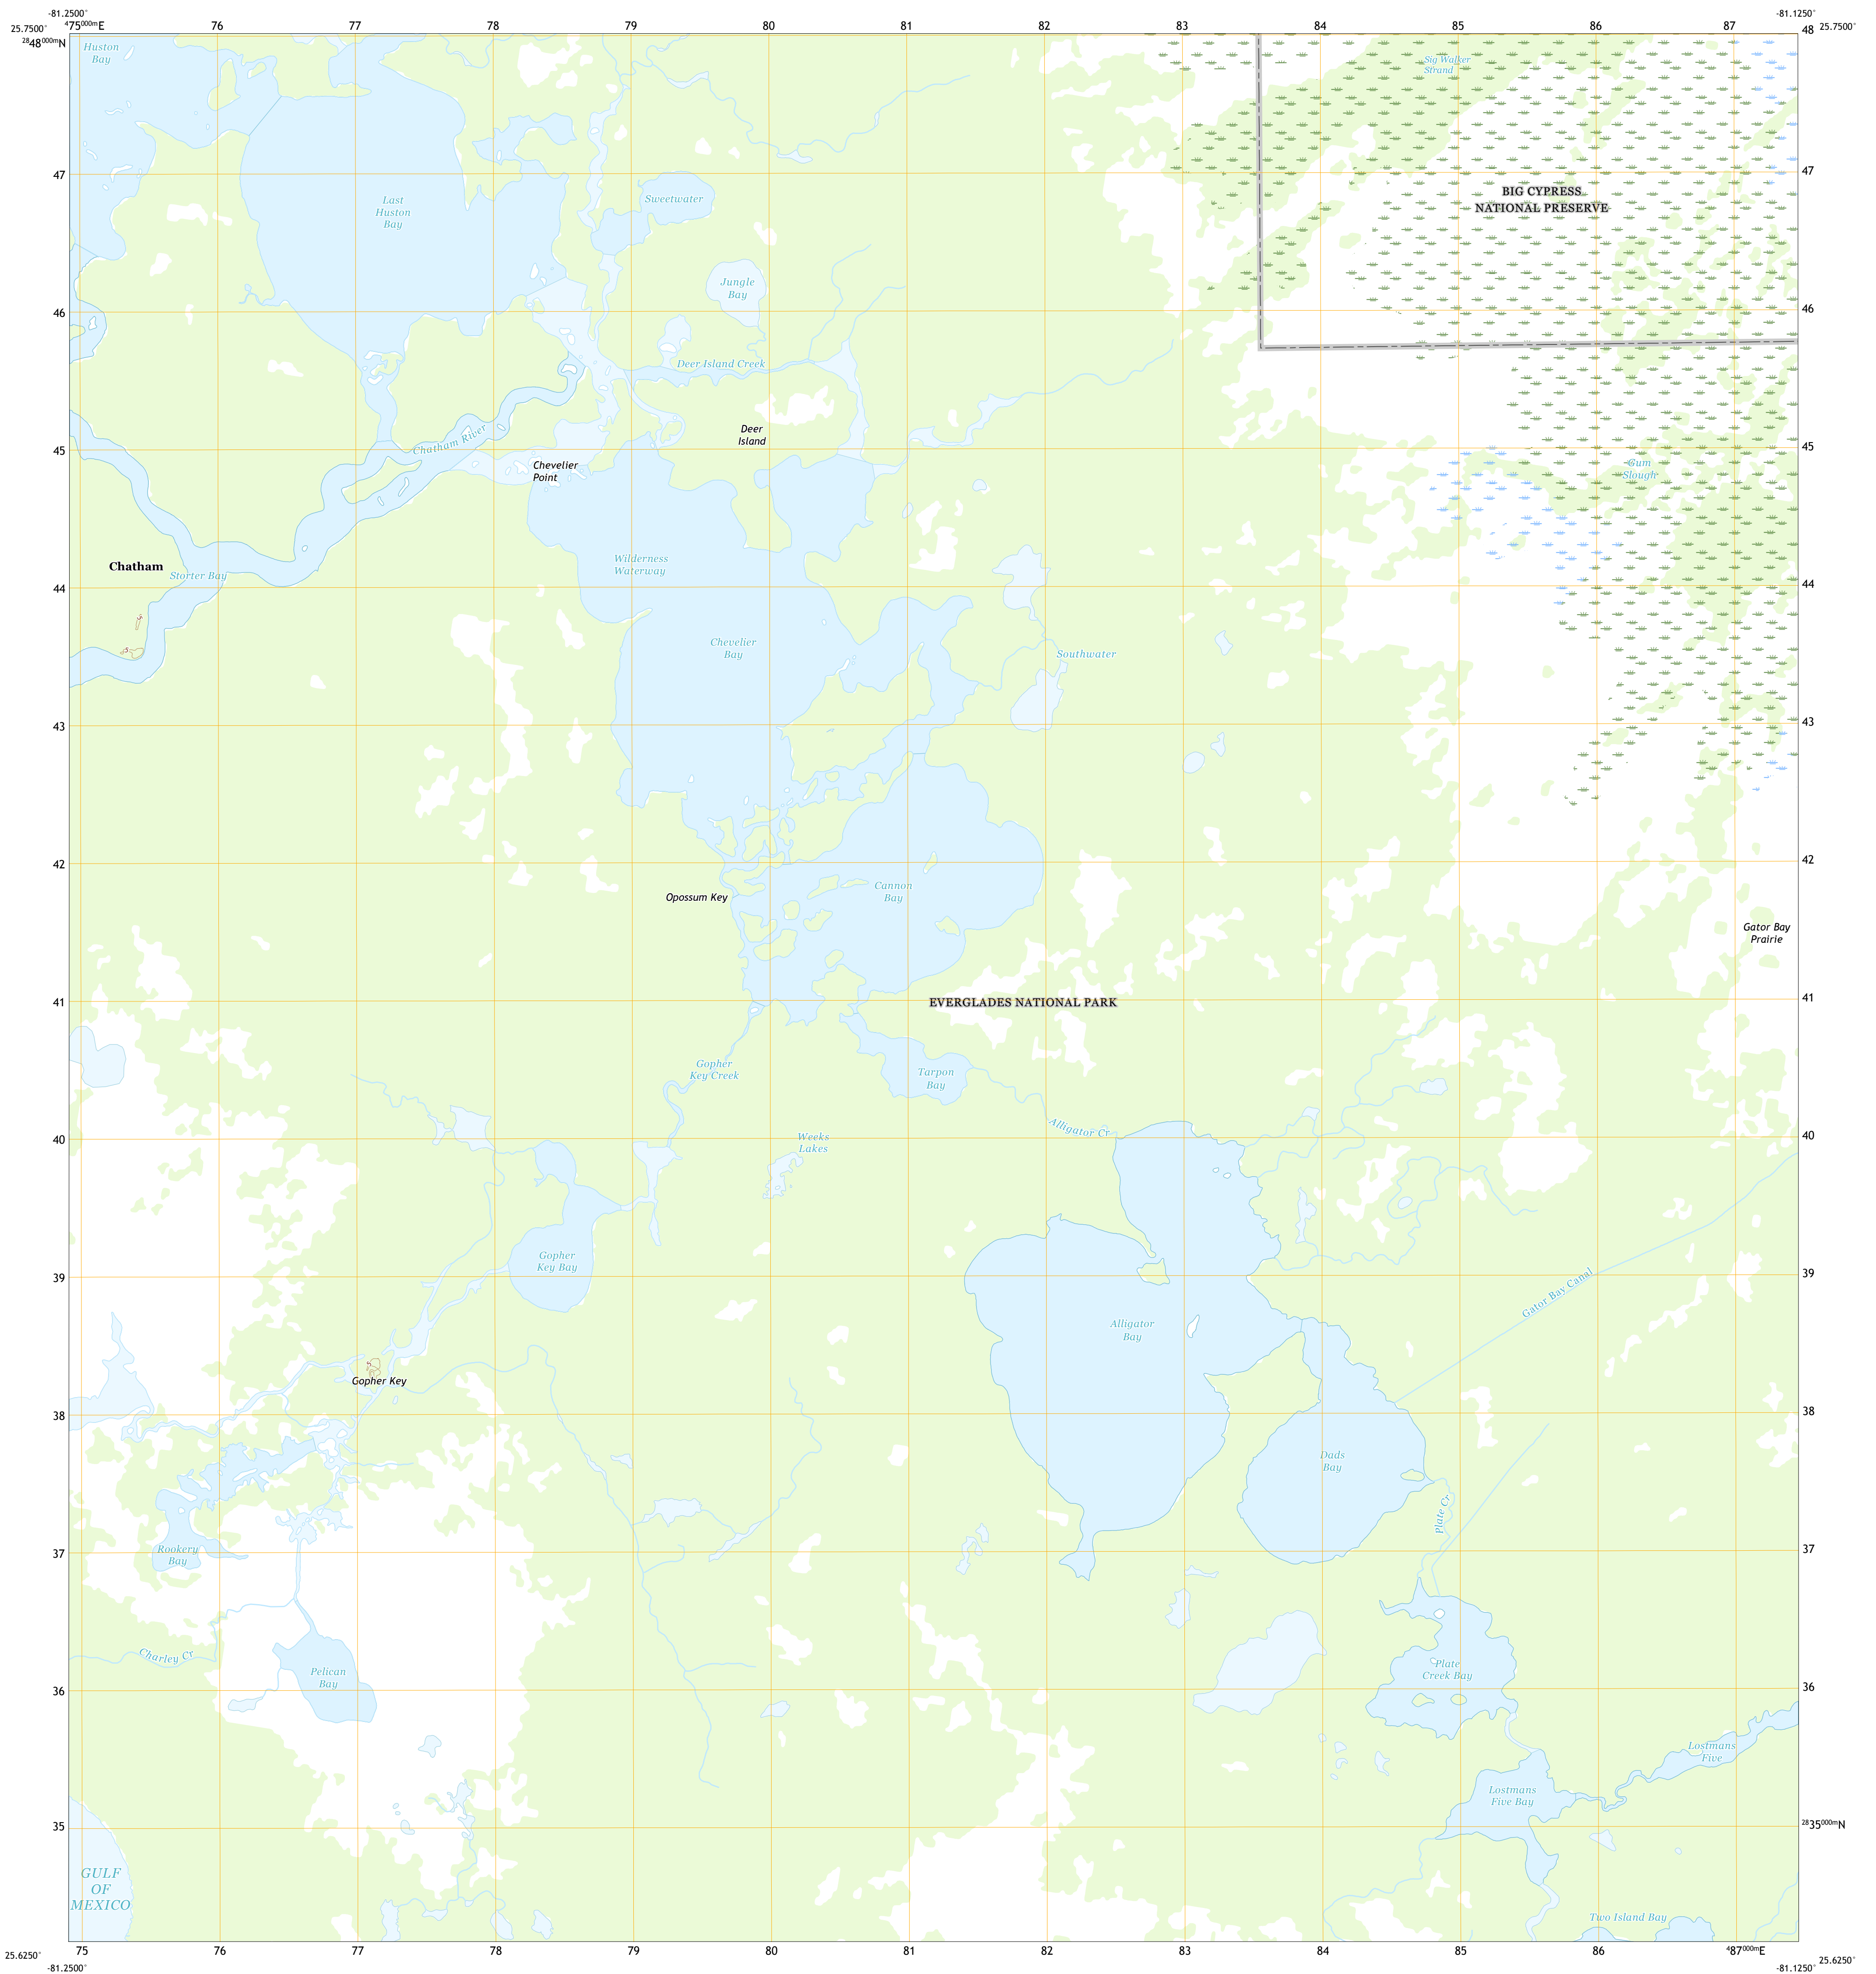 -81.2500°
-81.1250°
25.7500°
475000mE
76
77
78
79
80
81
82
83
84
85
86
87
48
25.7500°
2848000mN
Huston
Bay
Sig Walker
Strand
47
47
BIG CYPRESS
NATIONAL PRESERVE
Last
Huston
Bay
Sweetwater
Jungle
Bay
46
46
Deer Island Creek
Deer
Island
Chatham River
45
45
Chevelier
Point
Gum
Slough
Wilderness
Waterway
Chatham
Storter Bay
44
44
5
5
Chevelier
Bay
Southwater
43
43
42
42
Cannon
Bay
Opossum Key
Gator Bay
Prairie
41
EVERGLADES NATIONAL PARK
41
Gopher
Key Creek
Tarpon
Bay
Alligator Cr
40
Weeks
Lakes
40
Gopher
Key Bay
39
39
Gator Bay Canal
Alligator
Bay
5
Gopher Key
38
38
Dads
Bay
Plate Cr
Rookery
Bay
37
37
Charley Cr
Pelican
Bay
Plate
Creek Bay
36
36
Lostmans
Five
Lostmans
Five Bay
35
2835000mN
GULF
OF
MEXICO
Two Island Bay
25.6250°
75
76
77
78
79
80
81
82
83
84
85
86
487000mE
25.6250°
-81.2500°
-81.1250°